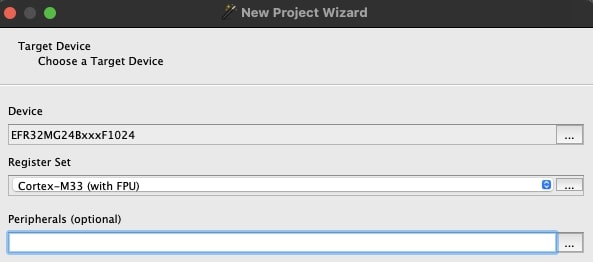 New Project Wizard
Target Device
Choose a Target Device
Device
EFR32MG24BxxxF1024
...
Register Set
Cortex-M33 (with FPU)
...
Peripherals (optional)
...